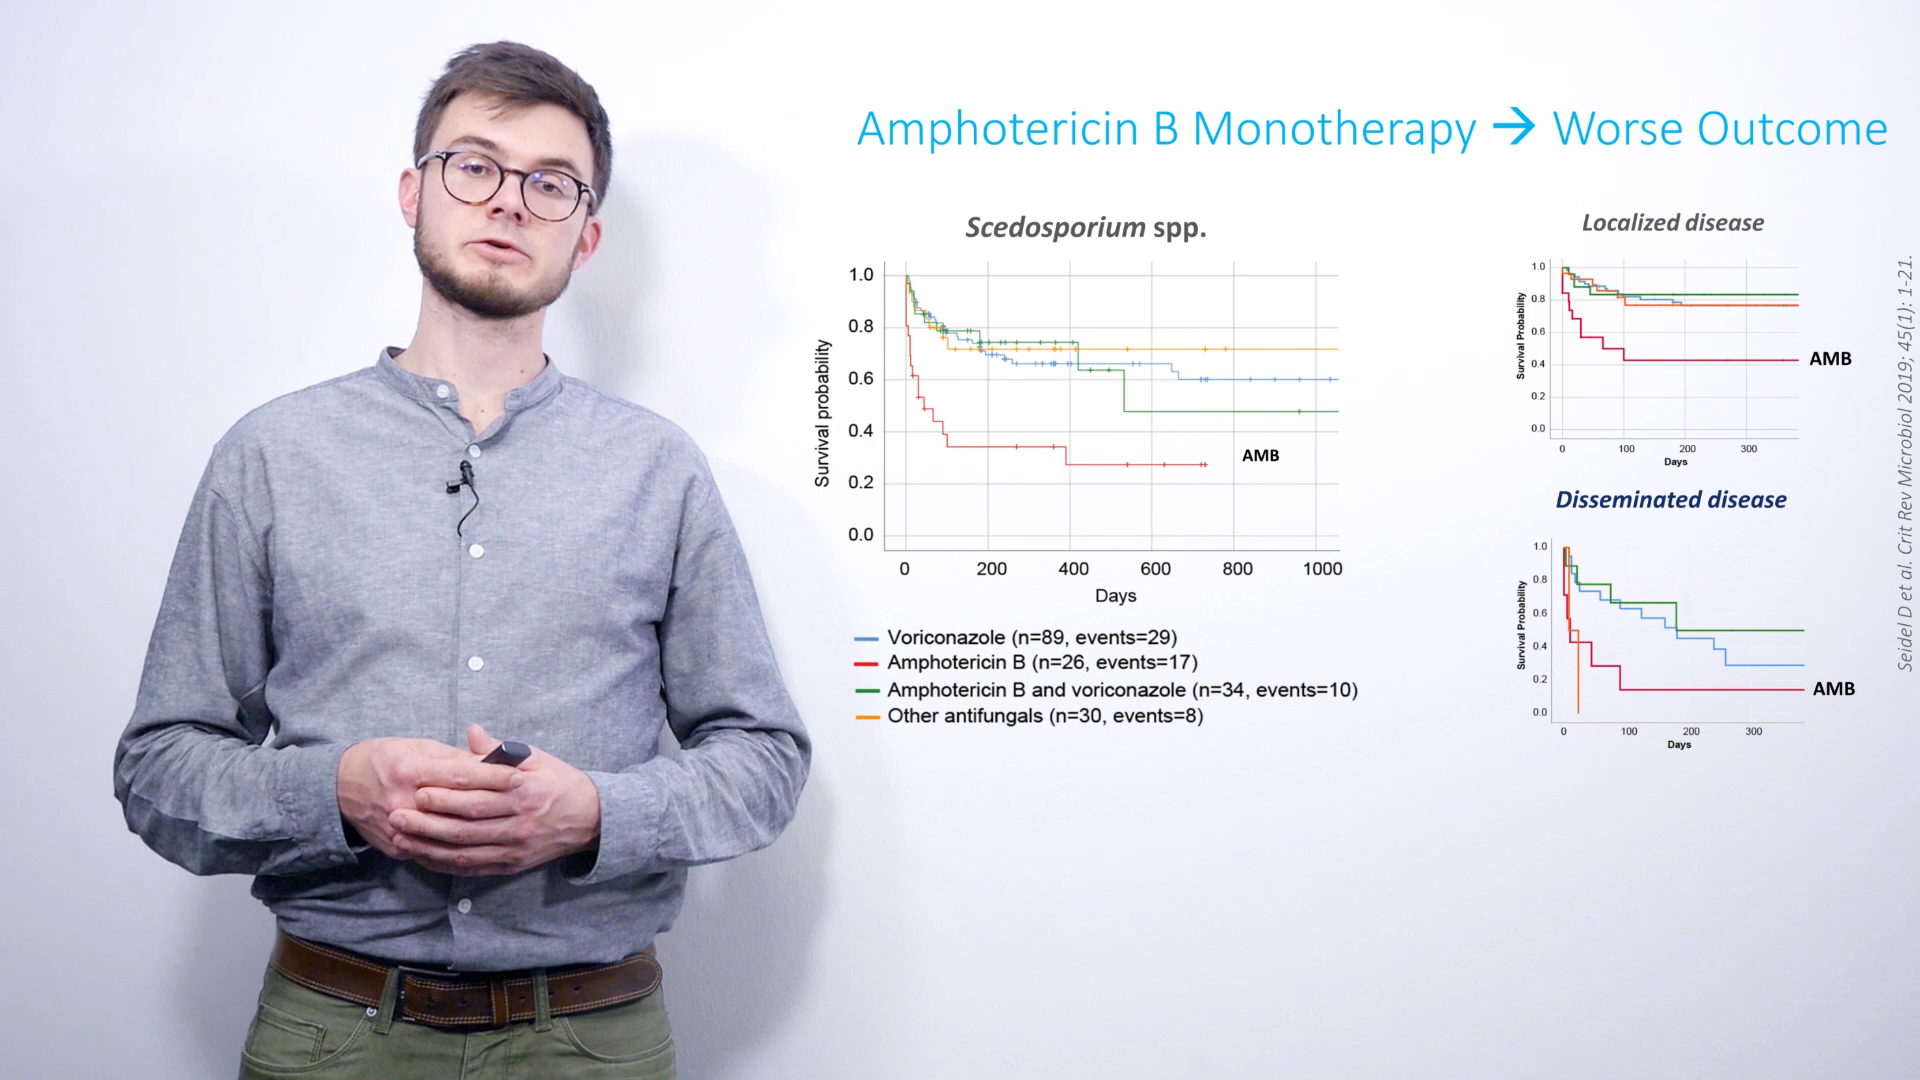 Amphotericin B Monotherapy → Worse Outcome
Scedosporium spp.
1.0
0.8
0.6
0.4
0.2
0.0
Survival probability
AMB
0 200 400 600 800 1000
Days
Voriconazole (n=89, events=29)
Amphotericin B (n=26, events=17)
Amphotericin B and voriconazole (n=34, events=10)
Other antifungals (n=30, events=8)
Localized disease
1.0
0.8
0.6
0.4
0.2
0.0
Survival Probability
AMB
0 100 200 300
Days
Disseminated disease
1.0
0.8
0.6
0.4
0.2
0.0
Survival Probability
AMB
0 100 200 300
Days
Seidel D et al. Crit Rev Microbiol 2019; 45(1): 1-21.